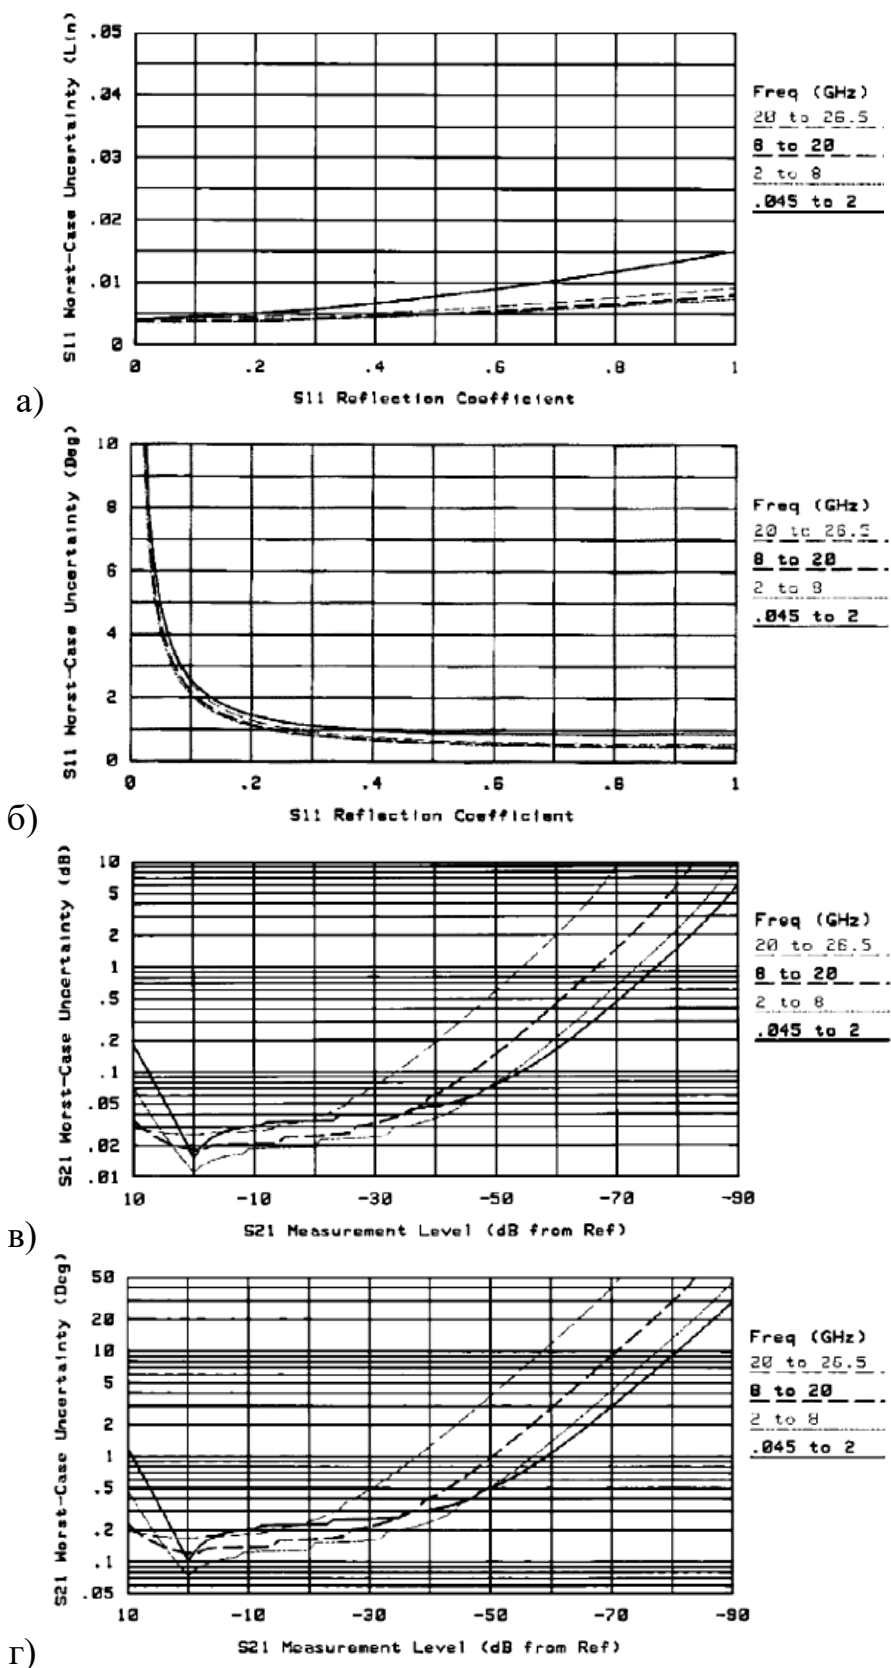 S11 Worst-Case Uncertainty (Lin
.05
.04
.03
.02
.01
0
0 .2 .4 .6 .8 1
S11 Reflection Coefficient
Freq (GHz)
20 to 26.5
8 to 20
2 to 8
.045 to 2
а)
S11 Worst-Case Uncertainty (Deg)
10
8
6
4
2
0
0 .2 .4 .6 .8 1
S11 Reflection Coefficient
Freq (GHz)
20 to 26.5
8 to 20
2 to 8
.045 to 2
б)
S21 Worst-Case Uncertainty (dB)
10
5
2
1
.5
.2
.1
.05
.02
.01
10 -10 -30 -50 -70 -90
S21 Measurement Level (dB from Ref)
Freq (GHz)
20 to 26.5
8 to 20
2 to 8
.045 to 2
в)
S21 Worst-Case Uncertainty (Deg)
50
20
10
5
2
1
.5
.2
.1
.05
10 -10 -30 -50 -70 -90
S21 Measurement Level (dB from Ref)
Freq (GHz)
20 to 26.5
8 to 20
2 to 8
.045 to 2
г)